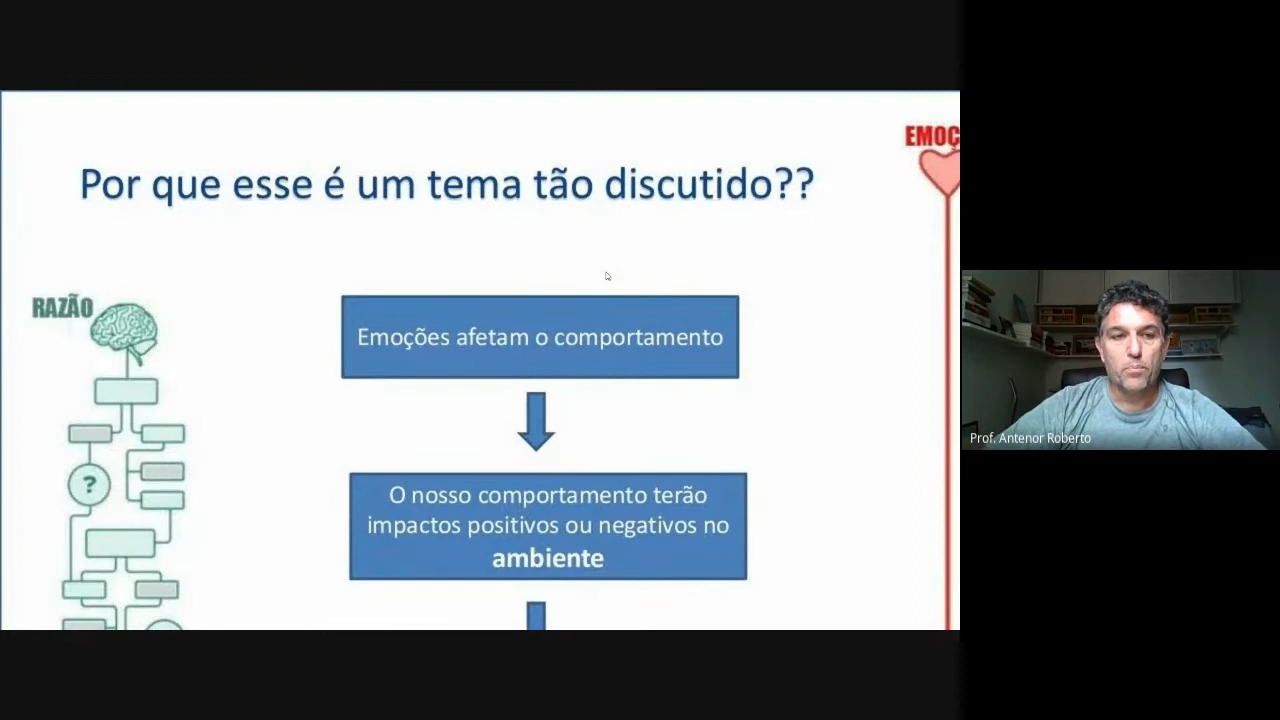 Por que esse é um tema tão discutido??
EMOÇ
RAZÃO
Emoções afetam o comportamento
?
O nosso comportamento terão
impactos positivos ou negativos no
ambiente
Prof. Antenor Roberto